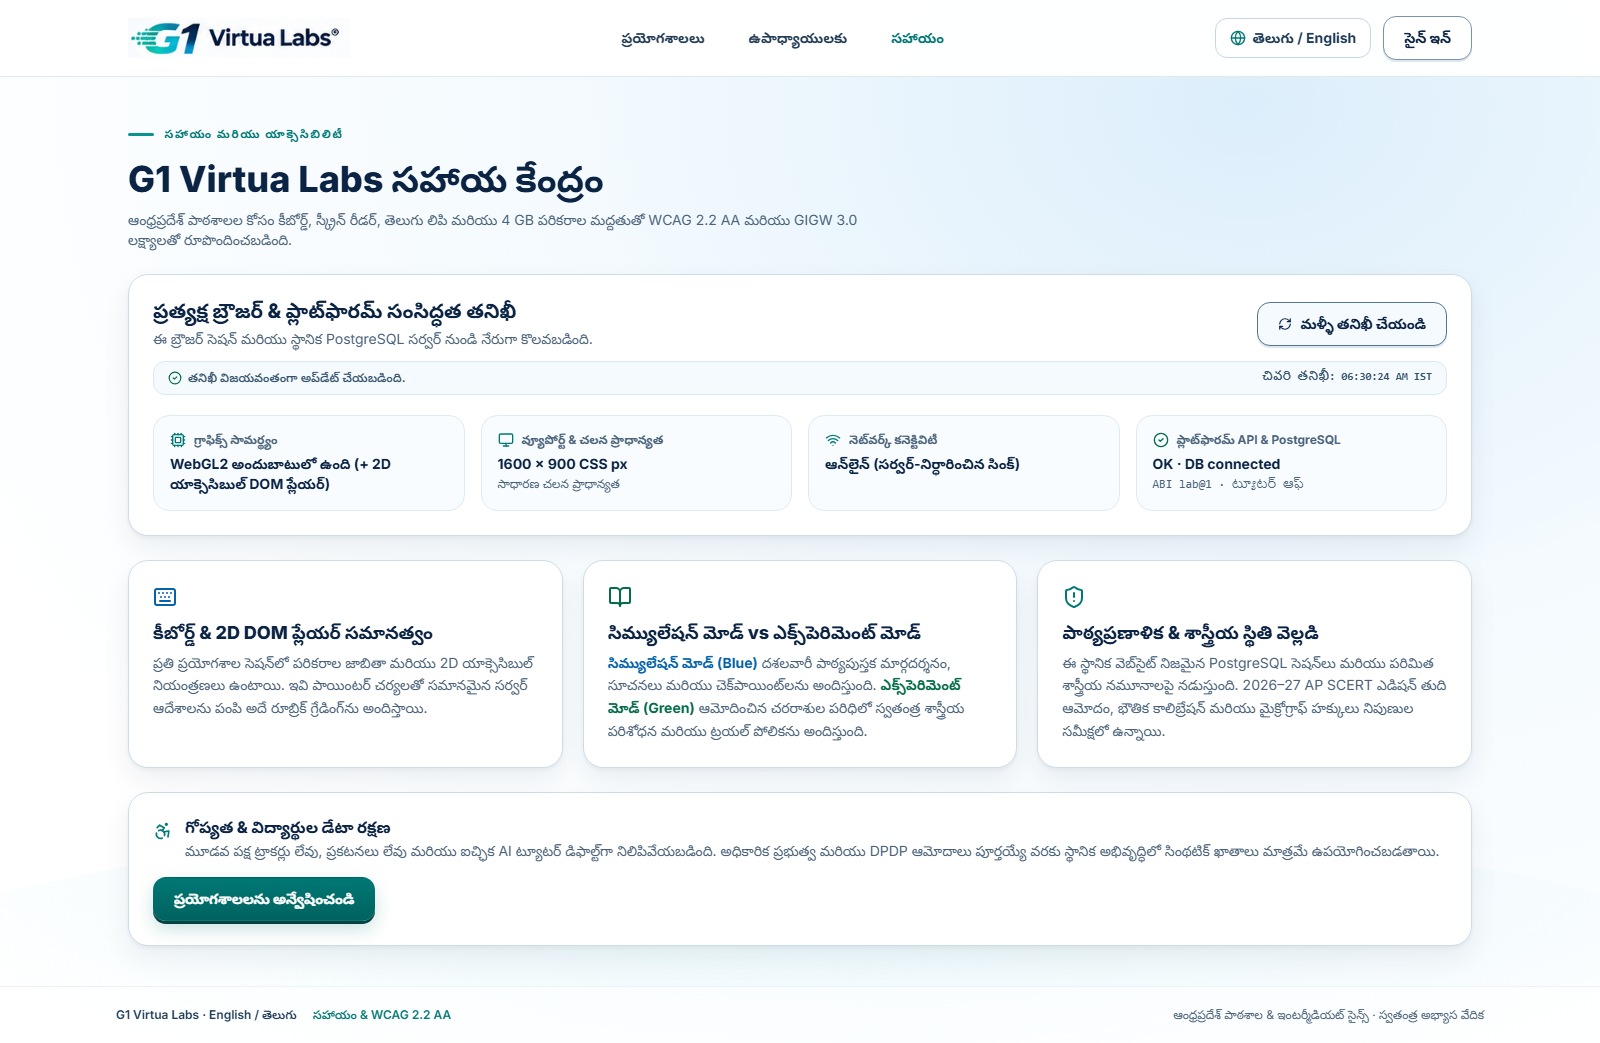 G1 Virtua Labs®
ప్రయోగశాలలు
ఉపాధ్యాయులకు
సహాయం
తెలుగు / English
సైన్ ఇన్
సహాయం మరియు యాక్సెసిబిలిటీ
G1 Virtua Labs సహాయ కేంద్రం
ఆంధ్రప్రదేశ్ పాఠశాలల కోసం కీబోర్డ్, స్క్రీన్ రీడర్, తెలుగు లిపి మరియు 4 GB పరికరాల మద్దతుతో WCAG 2.2 AA మరియు GIGW 3.0
లక్ష్యాలతో రూపొందించబడింది.
ప్రత్యక్ష బ్రౌజర్ & ప్లాట్‌ఫారమ్ సంసిద్ధత తనిఖీ
ఈ బ్రౌజర్ సెషన్ మరియు స్థానిక PostgreSQL సర్వర్ నుండి నేరుగా కొలవబడింది.
మళ్ళీ తనిఖీ చేయండి
తనిఖీ విజయవంతంగా అప్‌డేట్ చేయబడింది.
చివరి తనిఖీ: 06:30:24 AM IST
గ్రాఫిక్స్ సామర్థ్యం
WebGL2 అందుబాటులో ఉంది (+ 2D
యాక్సెసిబుల్ DOM ప్లేయర్)
వ్యూపోర్ట్ & చలన ప్రాధాన్యత
1600 × 900 CSS px
సాధారణ చలన ప్రాధాన్యత
నెట్‌వర్క్ కనెక్టివిటీ
ఆన్‌లైన్ (సర్వర్-నిర్ధారించిన సింక్)
ప్లాట్‌ఫారమ్ API & PostgreSQL
OK · DB connected
ABI lab@1 · ట్యూటర్ ఆఫ్
కీబోర్డ్ & 2D DOM ప్లేయర్ సమానత్వం
ప్రతి ప్రయోగశాల సెషన్‌లో పరికరాల జాబితా మరియు 2D యాక్సెసిబుల్
నియంత్రణలు ఉంటాయి. ఇవి పాయింటర్ చర్యలతో సమానమైన సర్వర్
ఆదేశాలను పంపి అదే రూబ్రిక్ గ్రేడింగ్‌ను అందిస్తాయి.
సిమ్యులేషన్ మోడ్ vs ఎక్స్‌పెరిమెంట్ మోడ్
సిమ్యులేషన్ మోడ్ (Blue) దశలవారీ పాఠ్యపుస్తక మార్గదర్శనం,
సూచనలు మరియు చెక్‌పాయింట్‌లను అందిస్తుంది. ఎక్స్‌పెరిమెంట్
మోడ్ (Green) ఆమోదించిన చరరాశుల పరిధిలో స్వతంత్ర శాస్త్రీయ
పరిశోధన మరియు ట్రయల్ పోలికను అందిస్తుంది.
పాఠ్యప్రణాళిక & శాస్త్రీయ స్థితి వెల్లడి
ఈ స్థానిక వెబ్‌సైట్ నిజమైన PostgreSQL సెషన్‌లు మరియు పరిమిత
శాస్త్రీయ నమూనాలపై నడుస్తుంది. 2026–27 AP SCERT ఎడిషన్ తుది
ఆమోదం, భౌతిక కాలిబ్రేషన్ మరియు మైక్రోగ్రాఫ్ హక్కులు నిపుణుల
సమీక్షలో ఉన్నాయి.
గోప్యత & విద్యార్థుల డేటా రక్షణ
మూడవ పక్ష ట్రాకర్లు లేవు, ప్రకటనలు లేవు మరియు ఐచ్ఛిక AI ట్యూటర్ డిఫాల్ట్‌గా నిలిపివేయబడింది. అధికారిక ప్రభుత్వ మరియు DPDP ఆమోదాలు పూర్తయ్యే వరకు స్థానిక అభివృద్ధిలో సింథటిక్ ఖాతాలు మాత్రమే ఉపయోగించబడతాయి.
ప్రయోగశాలలను అన్వేషించండి
G1 Virtua Labs · English / తెలుగు
సహాయం & WCAG 2.2 AA
ఆంధ్రప్రదేశ్ పాఠశాల & ఇంటర్మీడియట్ సైన్స్ · స్వతంత్ర అభ్యాస వేదిక